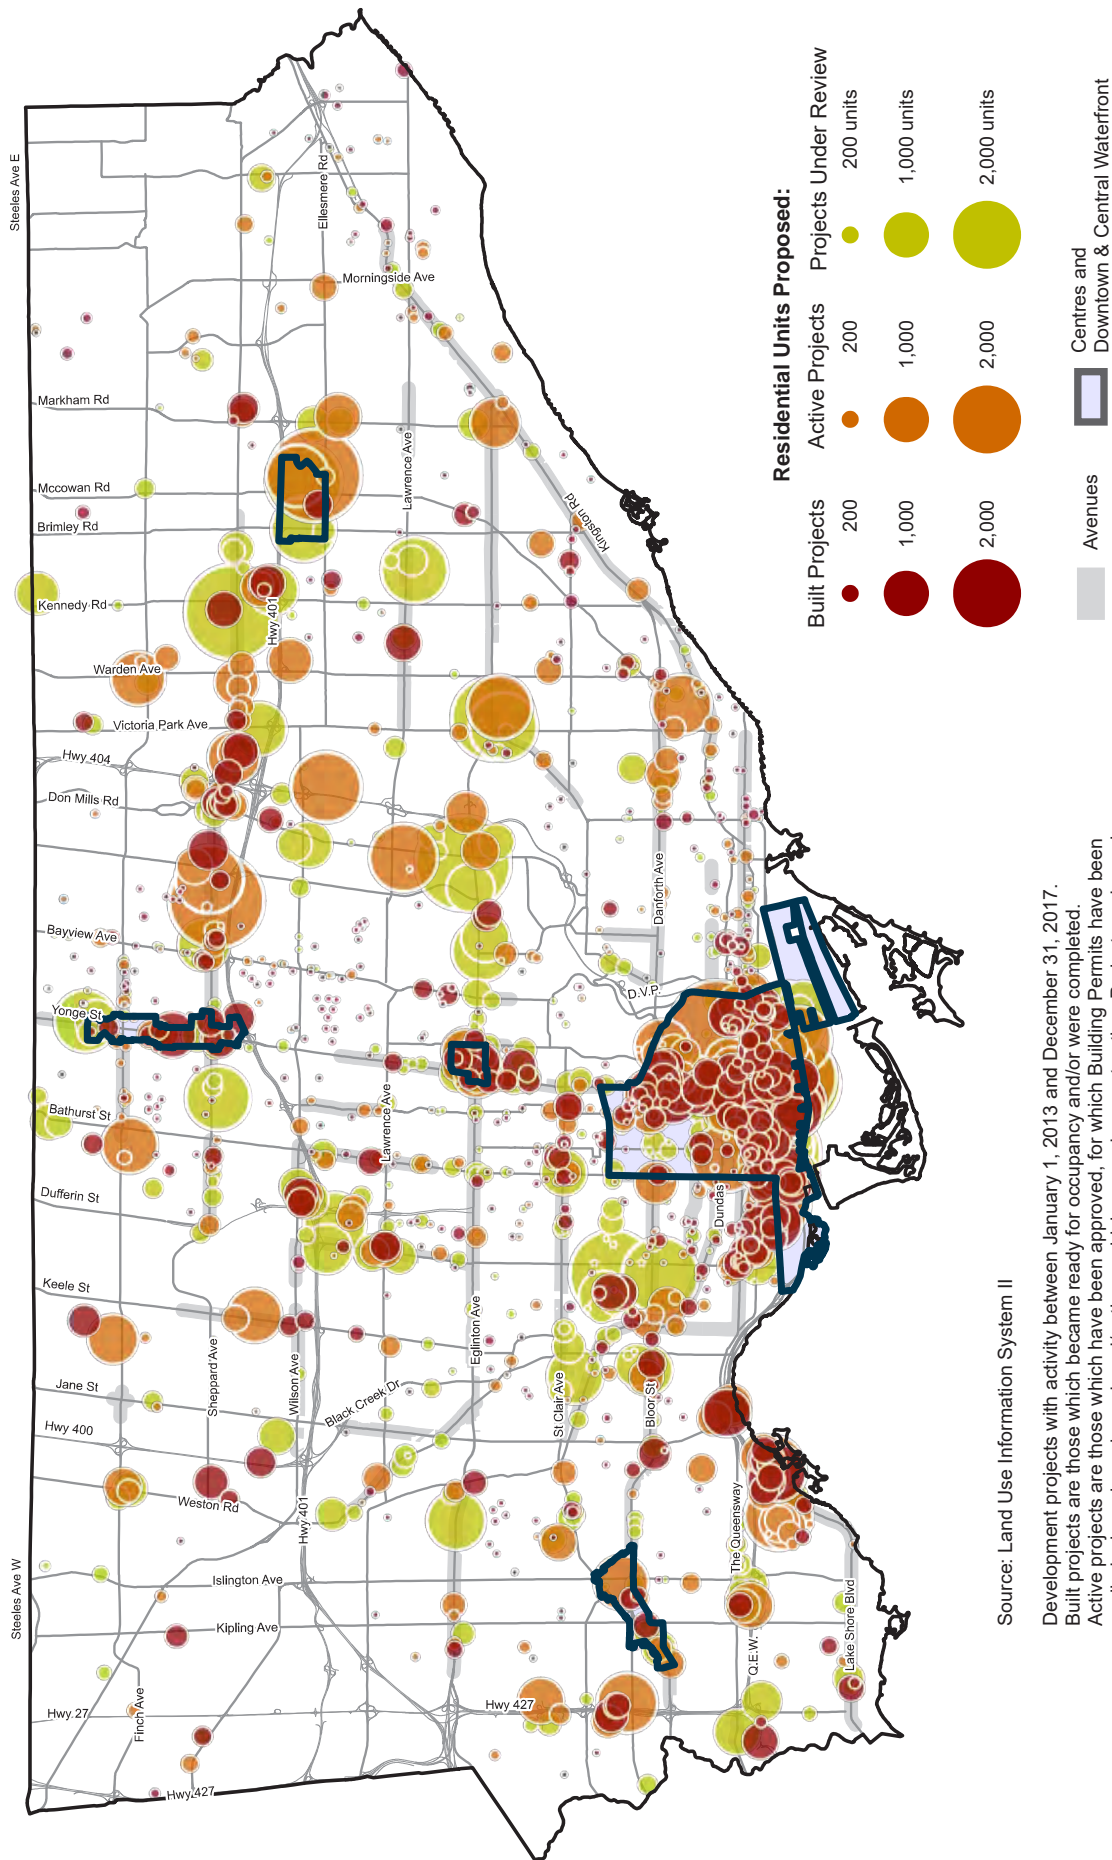 Steeles Ave W
Steeles Ave E
Hwy 427
Hwy 27
Finch Ave
Kipling Ave
Islington Ave
Weston Rd
Hwy 400
Jane St
Keele St
Dufferin St
Bathurst St
Yonge St
Bayview Ave
Don Mills Rd
Hwy 404
Victoria Park Ave
Warden Ave
Kennedy Rd
Brimley Rd
Mccowan Rd
Markham Rd
Morningside Ave
Sheppard Ave
Wilson Ave
Hwy 401
Hwy 401
Ellesmere Rd
Black Creek Dr
Lawrence Ave
Lawrence Ave
Eglinton Ave
Hwy 427
St Clair Ave
Bloor St
Dundas
Danforth Ave
D.V.P.
Kingston Rd
The Queensway
Q.E.W.
Lake Shore Blvd
Residential Units Proposed:
Built Projects Active Projects Projects Under Review
200 200 200 units
1,000 1,000 1,000 units
2,000 2,000 2,000 units
Avenues
Centres and
Downtown & Central Waterfront
Source: Land Use Information System II
Development projects with activity between January 1, 2013 and December 31, 2017.
Built projects are those which became ready for occupancy and/or were completed.
Active projects are those which have been approved, for which Building Permits have been